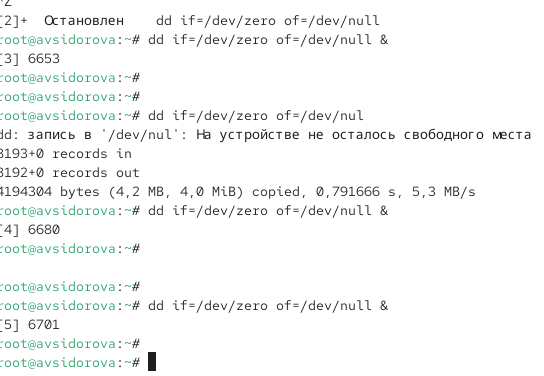 ^Z
[2]+  Остановлен    dd if=/dev/zero of=/dev/null
root@avsidorova:~# dd if=/dev/zero of=/dev/null &
[3] 6653
root@avsidorova:~#
root@avsidorova:~#
root@avsidorova:~# dd if=/dev/zero of=/dev/nul
dd: запись в '/dev/nul': На устройстве не осталось свободного места
8193+0 records in
8192+0 records out
4194304 bytes (4,2 MB, 4,0 MiB) copied, 0,791666 s, 5,3 MB/s
root@avsidorova:~# dd if=/dev/zero of=/dev/null &
[4] 6680
root@avsidorova:~#
root@avsidorova:~#
root@avsidorova:~# dd if=/dev/zero of=/dev/null &
[5] 6701
root@avsidorova:~#
root@avsidorova:~#